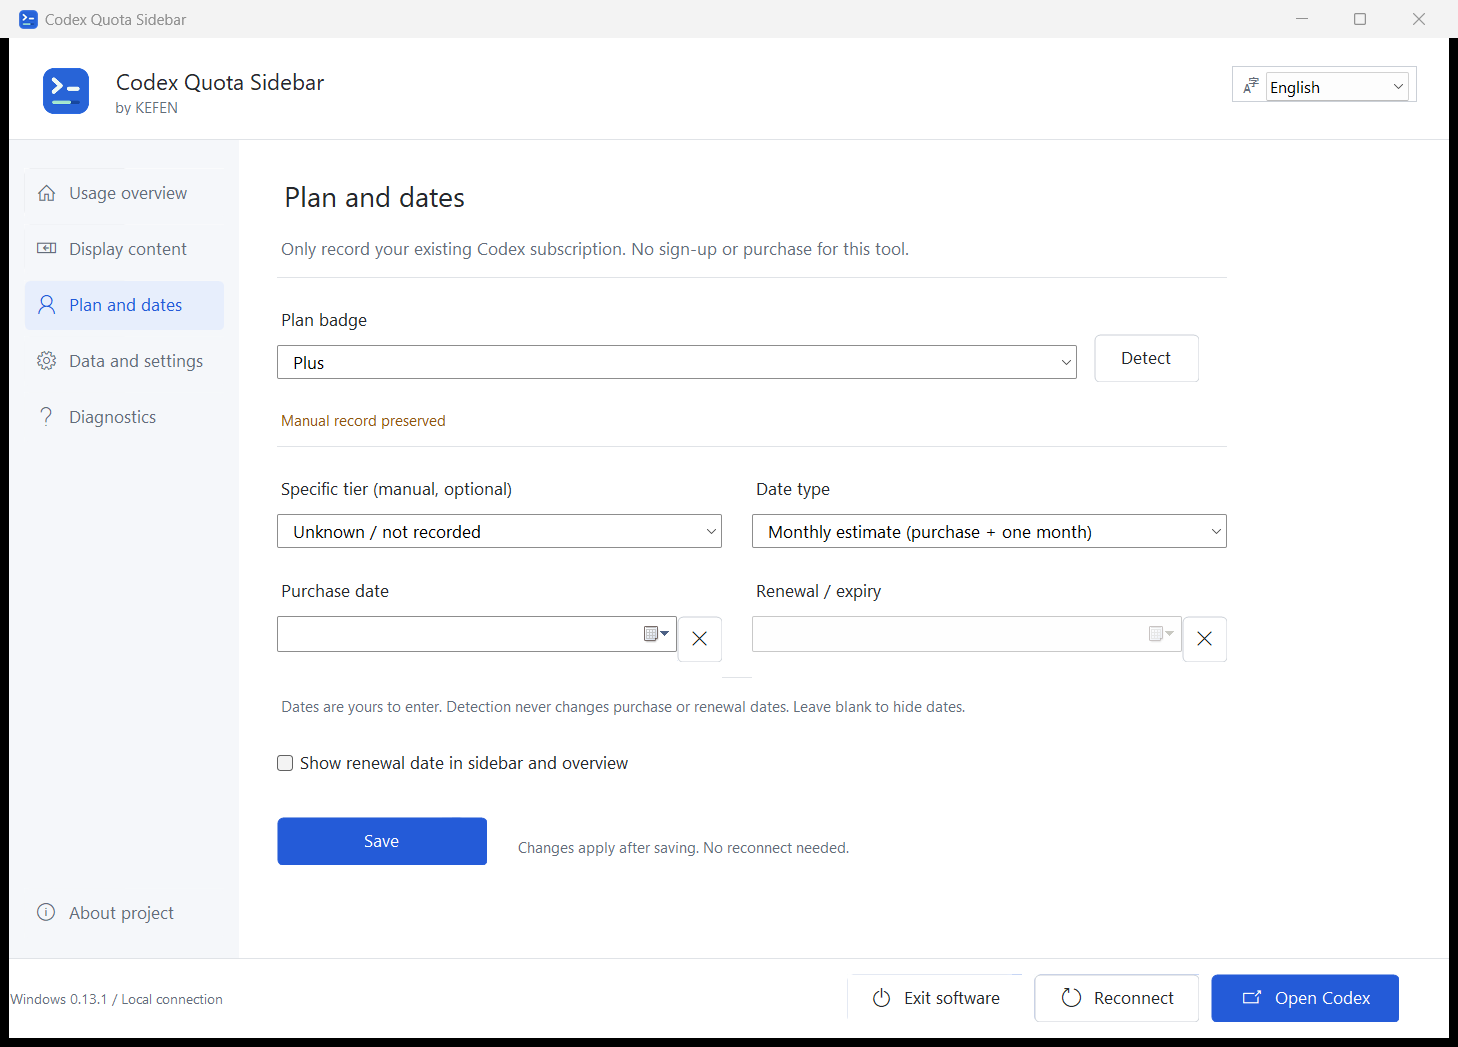 Codex Quota Sidebar
Codex Quota Sidebar
by KEFEN
English
Usage overview
Display content
Plan and dates
Data and settings
Diagnostics
About project
Plan and dates
Only record your existing Codex subscription. No sign-up or purchase for this tool.
Plan badge
Plus
Detect
Manual record preserved
Specific tier (manual, optional)
Date type
Unknown / not recorded
Monthly estimate (purchase + one month)
Purchase date
Renewal / expiry
Dates are yours to enter. Detection never changes purchase or renewal dates. Leave blank to hide dates.
Show renewal date in sidebar and overview
Save
Changes apply after saving. No reconnect needed.
Windows 0.13.1 / Local connection
Exit software
Reconnect
Open Codex